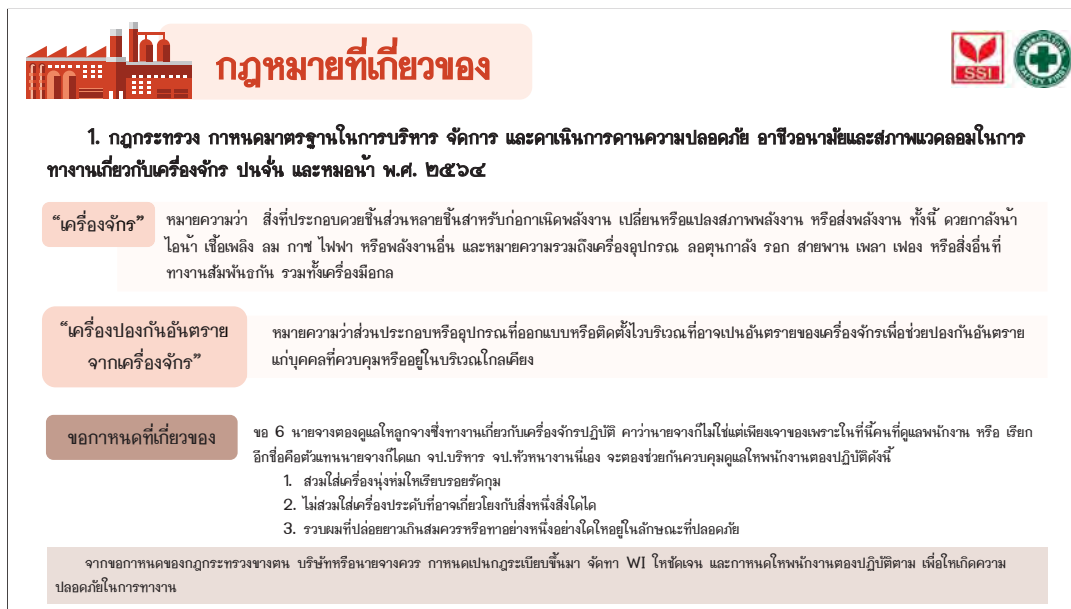 กฎหมายที่เกี่ยวของ
SSI
ปลอดภัยไว้ก่อน
SAFETY FIRST
1. กฎกระทรวง กาหนดมาตรฐานในการบริหาร จัดการ และดาเนินการดานความปลอดภัย อาชีวอนามัยและสภาพแวดลอมในการ
ทางานเกี่ยวกับเครื่องจักร ปนจั่น และหมอน้า พ.ศ. ๒๕๖๔
“เครื่องจักร”
หมายความว่า สิ่งที่ประกอบดวยชิ้นส่วนหลายชิ้นสาหรับก่อกาเนิดพลังงาน เปลี่ยนหรือแปลงสภาพพลังงาน หรือส่งพลังงาน ทั้งนี้ ดวยกาลังน้า
ไอน้า เชื้อเพลิง ลม กาซ ไฟฟา หรือพลังงานอื่น และหมายความรวมถึงเครื่องอุปกรณ ลอตุนกาลัง รอก สายพาน เพลา เฟอง หรือสิ่งอื่นที่
ทางานสัมพันธกัน รวมทั้งเครื่องมือกล
“เครื่องปองกันอันตราย
จากเครื่องจักร”
หมายความว่าส่วนประกอบหรืออุปกรณที่ออกแบบหรือติดตั้งไวบริเวณที่อาจเปนอันตรายของเครื่องจักรเพื่อช่วยปองกันอันตราย
แก่บุคคลที่ควบคุมหรืออยู่ในบริเวณใกลเคียง
ขอกาหนดที่เกี่ยวของ
ขอ 6 นายจางตองดูแลใหลูกจางซึ่งทางานเกี่ยวกับเครื่องจักรปฏิบัติ คาว่านายจางก็ไม่ใช่แต่เพียงเจาของเพราะในที่นี้คนที่ดูแลพนักงาน หรือ เรียก
อีกชื่อคือตัวแทนนายจางก็ไดแก จป.บริหาร จป.หัวหนางานนี่เอง จะตองช่วยกันควบคุมดูแลใหพนักงานตองปฏิบัติดังนี้
1. สวมใส่เครื่องนุ่งห่มใหเรียบรอยรัดกุม
2. ไม่สวมใส่เครื่องประดับที่อาจเกี่ยวโยงกับสิ่งหนึ่งสิ่งใดได
3. รวบผมที่ปล่อยยาวเกินสมควรหรือทาอย่างหนึ่งอย่างใดใหอยู่ในลักษณะที่ปลอดภัย
จากขอกาหนดของกฎกระทรวงขางตน บริษัทหรือนายจางควร กาหนดเปนกฎระเบียบขึ้นมา จัดทา WI ใหชัดเจน และกาหนดใหพนักงานตองปฏิบัติตาม เพื่อใหเกิดความ
ปลอดภัยในการทางาน